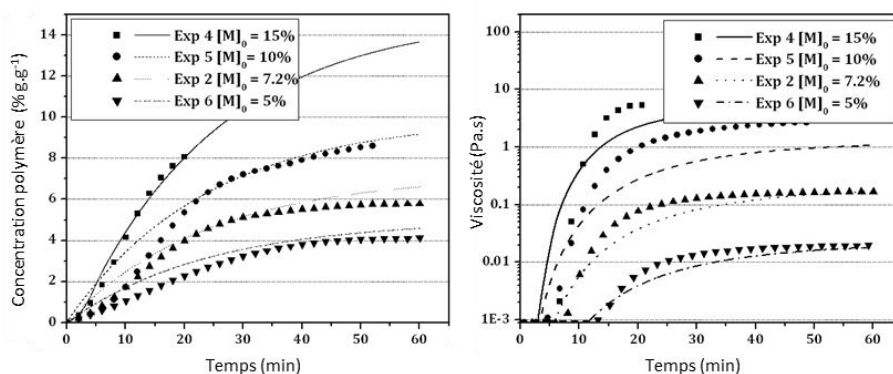 Concentration polymère (% g.g⁻¹)
14
12
10
8
6
4
2
0
Exp 4 [M]₀ = 15%
Exp 5 [M]₀ = 10%
Exp 2 [M]₀ = 7.2%
Exp 6 [M]₀ = 5%
0 10 20 30 40 50 60
Temps (min)
Viscosité (Pa.s)
100
10
1
0.1
0.01
1E-3
Exp 4 [M]₀ = 15%
Exp 5 [M]₀ = 10%
Exp 2 [M]₀ = 7.2%
Exp 6 [M]₀ = 5%
0 10 20 30 40 50 60
Temps (min)